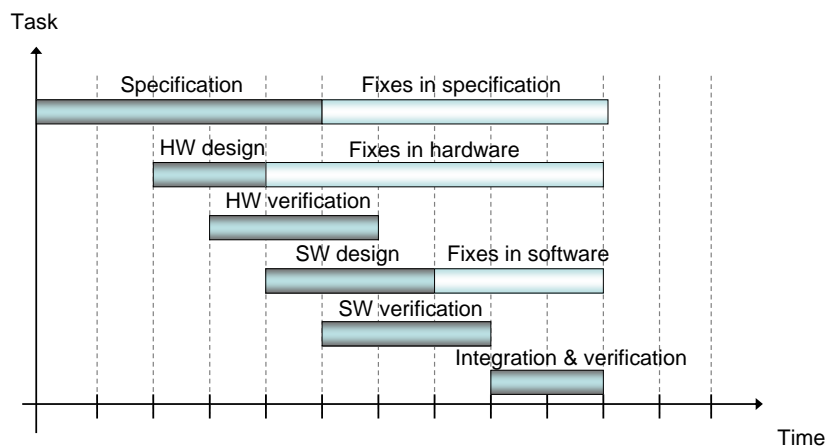 Task
Specification
Fixes in specification
HW design
Fixes in hardware
HW verification
SW design
Fixes in software
SW verification
Integration & verification
Time